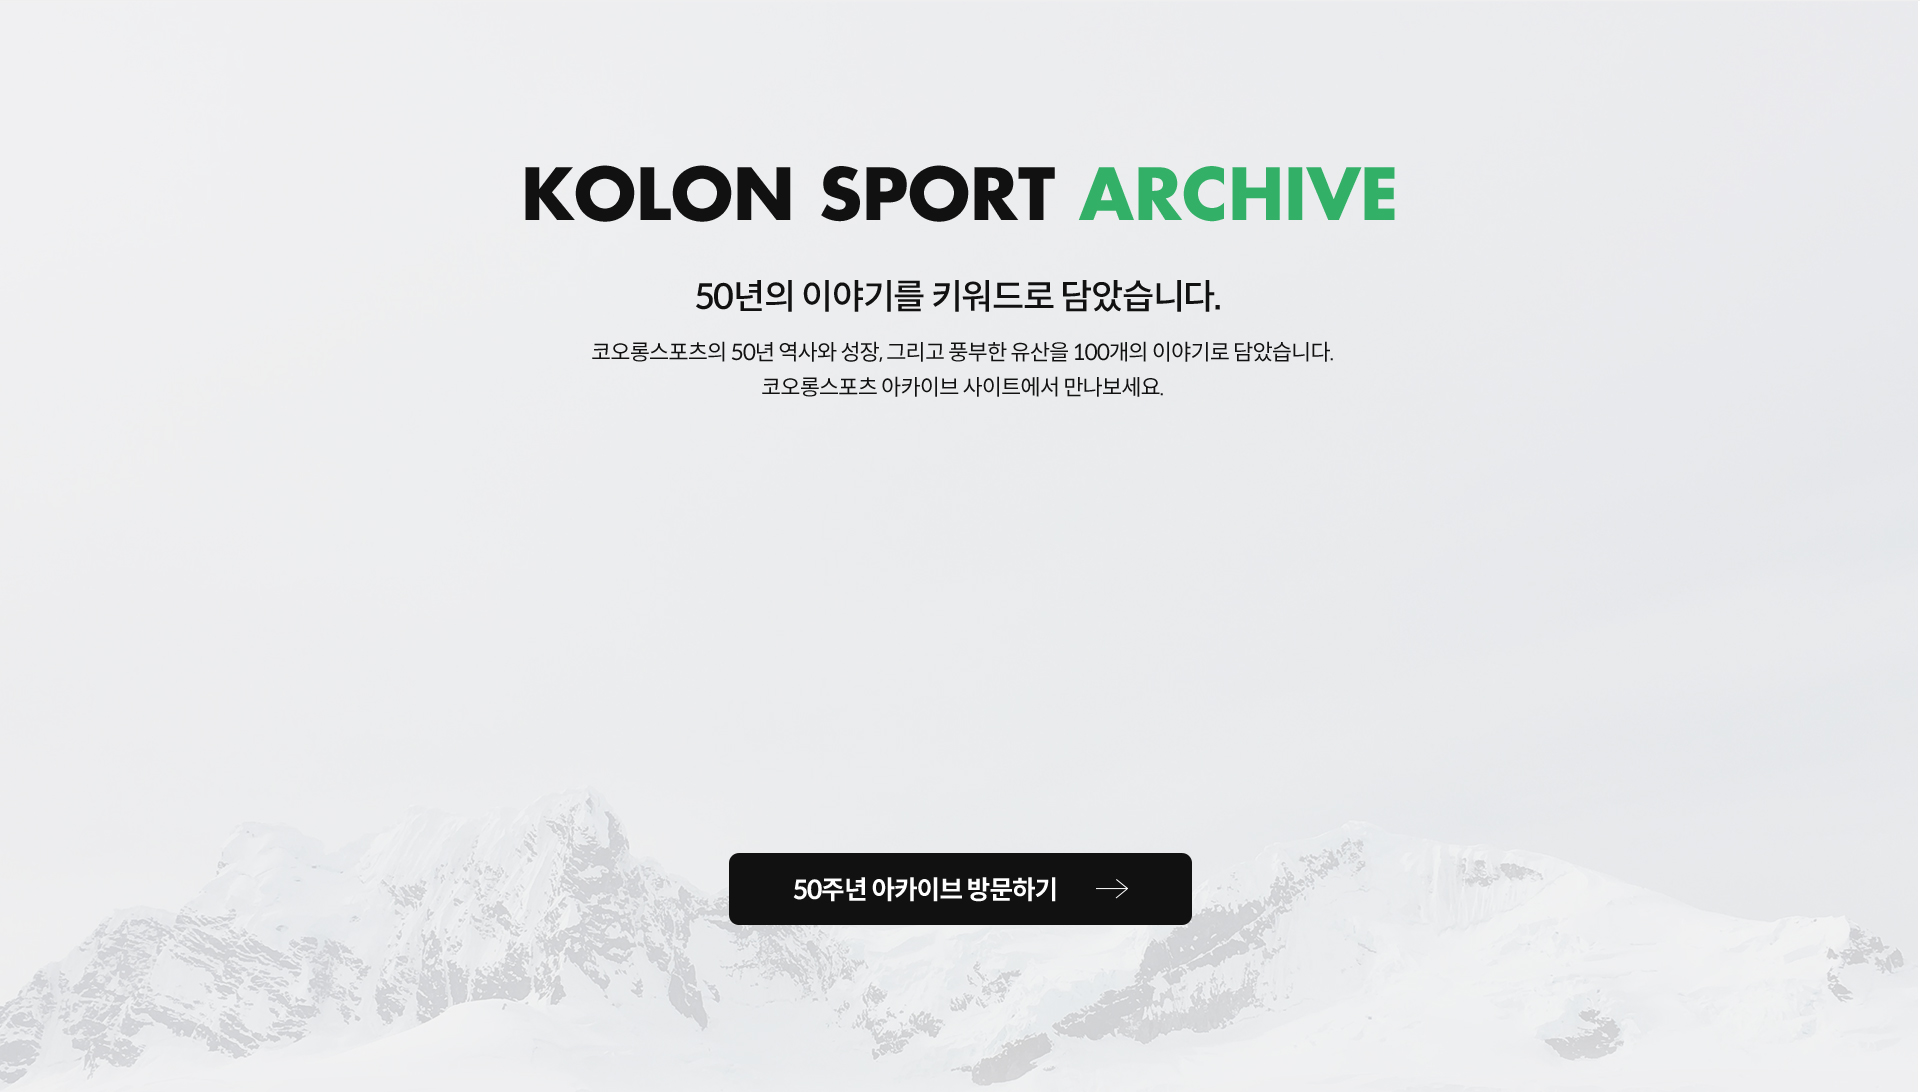 KOLON SPORT ARCHIVE
50년의 이야기를 키워드로 담았습니다.
코오롱스포츠의 50년 역사와 성장, 그리고 풍부한 유산을 100개의 이야기로 담았습니다.
코오롱스포츠 아카이브 사이트에서 만나보세요.
50주년 아카이브 방문하기